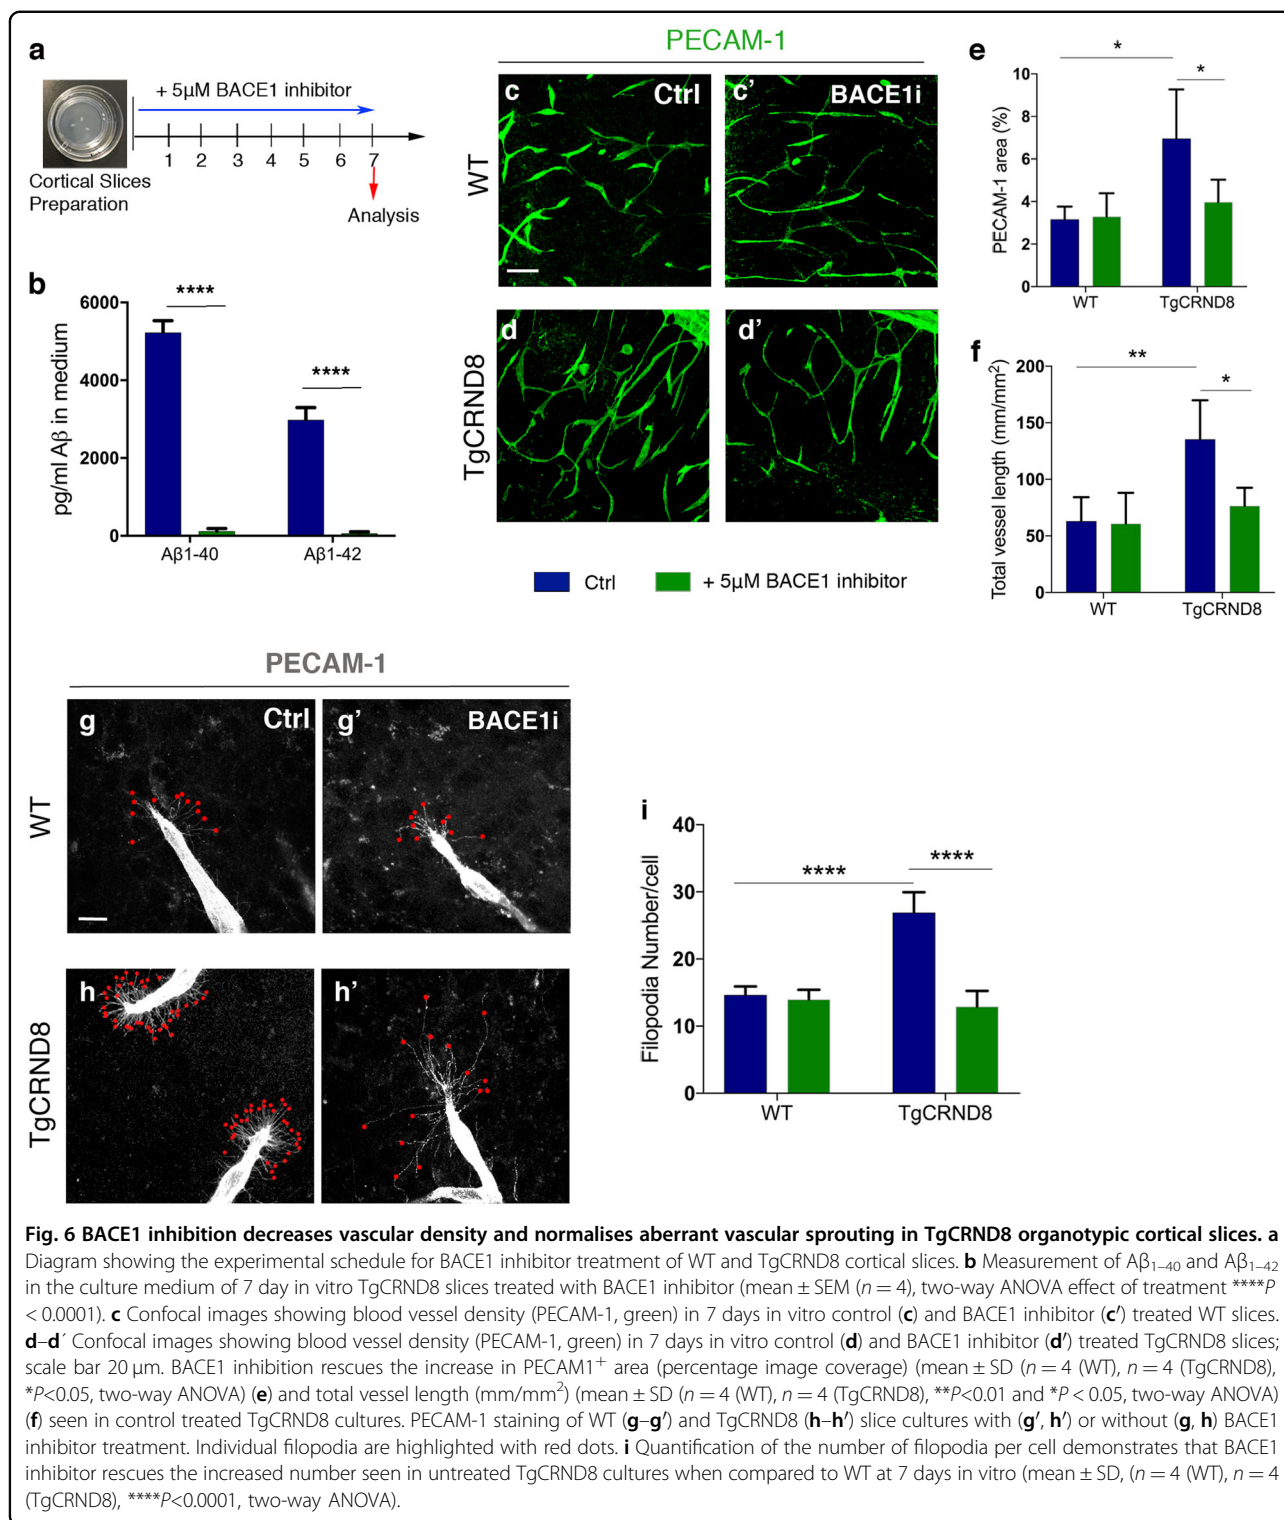 a
+ 5µM BACE1 inhibitor
1 2 3 4 5 6 7
Cortical Slices
Preparation
Analysis
b
pg/ml Aβ in medium
6000
4000
2000
0
****
****
Aβ1-40
Aβ1-42
PECAM-1
c
Ctrl
c'
BACE1i
WT
d
d'
TgCRND8
Ctrl
+ 5µM BACE1 inhibitor
e
PECAM-1 area (%)
10
8
6
4
2
0
*
*
WT
TgCRND8
f
Total vessel length (mm/mm²)
200
150
100
50
0
**
*
WT
TgCRND8
PECAM-1
g
Ctrl
g'
BACE1i
WT
h
h'
TgCRND8
i
Filopodia Number/cell
40
30
20
10
0
****
****
WT
TgCRND8
Fig. 6 BACE1 inhibition decreases vascular density and normalises aberrant vascular sprouting in TgCRND8 organotypic cortical slices. a
Diagram showing the experimental schedule for BACE1 inhibitor treatment of WT and TgCRND8 cortical slices. b Measurement of Aβ₁₋₄₀ and Aβ₁₋₄₂
in the culture medium of 7 day in vitro TgCRND8 slices treated with BACE1 inhibitor (mean ± SEM (n = 4), two-way ANOVA effect of treatment ****P
< 0.0001). c Confocal images showing blood vessel density (PECAM-1, green) in 7 days in vitro control (c) and BACE1 inhibitor (c′) treated WT slices.
d–d´ Confocal images showing blood vessel density (PECAM-1, green) in 7 days in vitro control (d) and BACE1 inhibitor (d′) treated TgCRND8 slices;
scale bar 20 µm. BACE1 inhibition rescues the increase in PECAM1⁺ area (percentage image coverage) (mean ± SD (n = 4 (WT), n = 4 (TgCRND8),
*P<0.05, two-way ANOVA) (e) and total vessel length (mm/mm²) (mean ± SD (n = 4 (WT), n = 4 (TgCRND8), **P<0.01 and *P < 0.05, two-way ANOVA)
(f) seen in control treated TgCRND8 cultures. PECAM-1 staining of WT (g–g′) and TgCRND8 (h–h′) slice cultures with (g′, h′) or without (g, h) BACE1
inhibitor treatment. Individual filopodia are highlighted with red dots. i Quantification of the number of filopodia per cell demonstrates that BACE1
inhibitor rescues the increased number seen in untreated TgCRND8 cultures when compared to WT at 7 days in vitro (mean ± SD, (n = 4 (WT), n = 4
(TgCRND8), ****P<0.0001, two-way ANOVA).